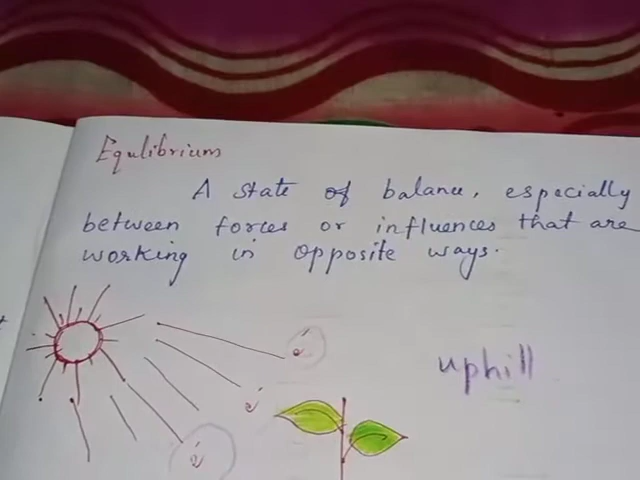 Equlibrium
A state of balance, especially
between forces or influences that are
working in opposite ways.
uphill